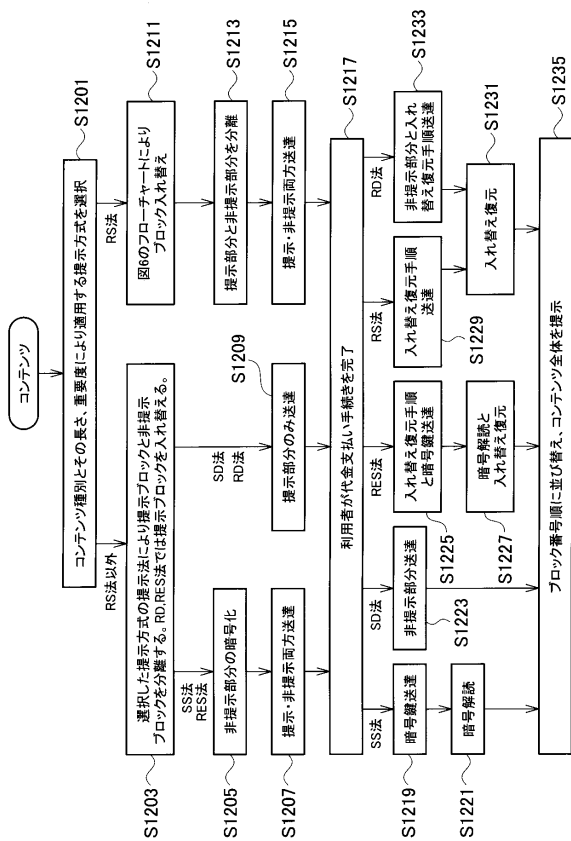 コンテンツ
コンテンツ種別とその長さ、重要度により適用する提示方式を選択
S1201
RS法以外
RS法
選択した提示方式の提示法により提示ブロックと非提示
ブロックを分離する。RD,RES法では提示ブロックを入れ替える。
S1203
図6のフローチャートにより
ブロック入れ替え
S1211
SS法
RES法
SD法
RD法
非提示部分の暗号化
S1205
提示部分のみ送達
S1209
提示部分と非提示部分を分離
S1213
提示・非提示両方送達
S1207
提示・非提示両方送達
S1215
利用者が代金支払い手続きを完了
S1217
SS法
SD法
RES法
RS法
RD法
暗号鍵送達
S1219
非提示部分送達
S1223
入れ替え復元手順
と暗号鍵送達
S1225
入れ替え復元手順
送達
S1229
非提示部分と入れ
替え復元手順送達
S1233
暗号解読
S1221
暗号解読と
入れ替え復元
S1227
入れ替え復元
S1231
ブロック番号順に並び替え、コンテンツ全体を提示
S1235